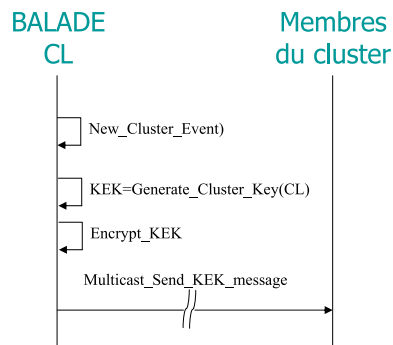 BALADE
CL
Membres
du cluster
New_Cluster_Event)
KEK=Generate_Cluster_Key(CL)
Encrypt_KEK
Multicast_Send_KEK_message